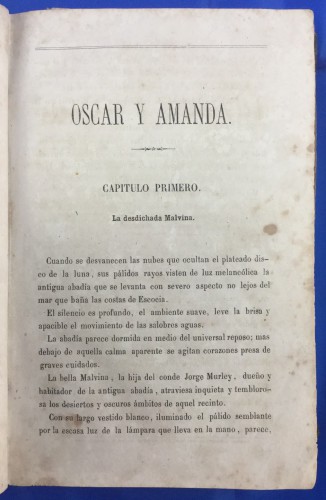 OSCAR Y AMANDA.
CAPITULO PRIMERO.
La desdichada Malvina.
Cuando se desvanecen las nubes que ocultan el plateado dis-
co de la luna, sus pálidos rayos visten de luz melancólica la
antigua abadía que se levanta con severo aspecto no lejos del
mar que baña las costas de Escocia.
El silencio es profundo, el ambiente suave, leve la brisa y
apacible el movimiento de las salobres aguas.
La abadía parece dormida en medio del universal reposo; mas
debajo de aquella calma aparente se agitan corazones presa de
graves cuidados.
La bella Malvina, la hija del conde Jorge Murley, dueño y
habitador de la antigua abadía, atraviesa inquieta y tembloro-
sa los desiertos y oscuros ámbitos de aquel recinto.
Con su largo vestido blanco, iluminado el pálido semblante
por la escasa luz de la lámpara que lleva en la mano, parece,